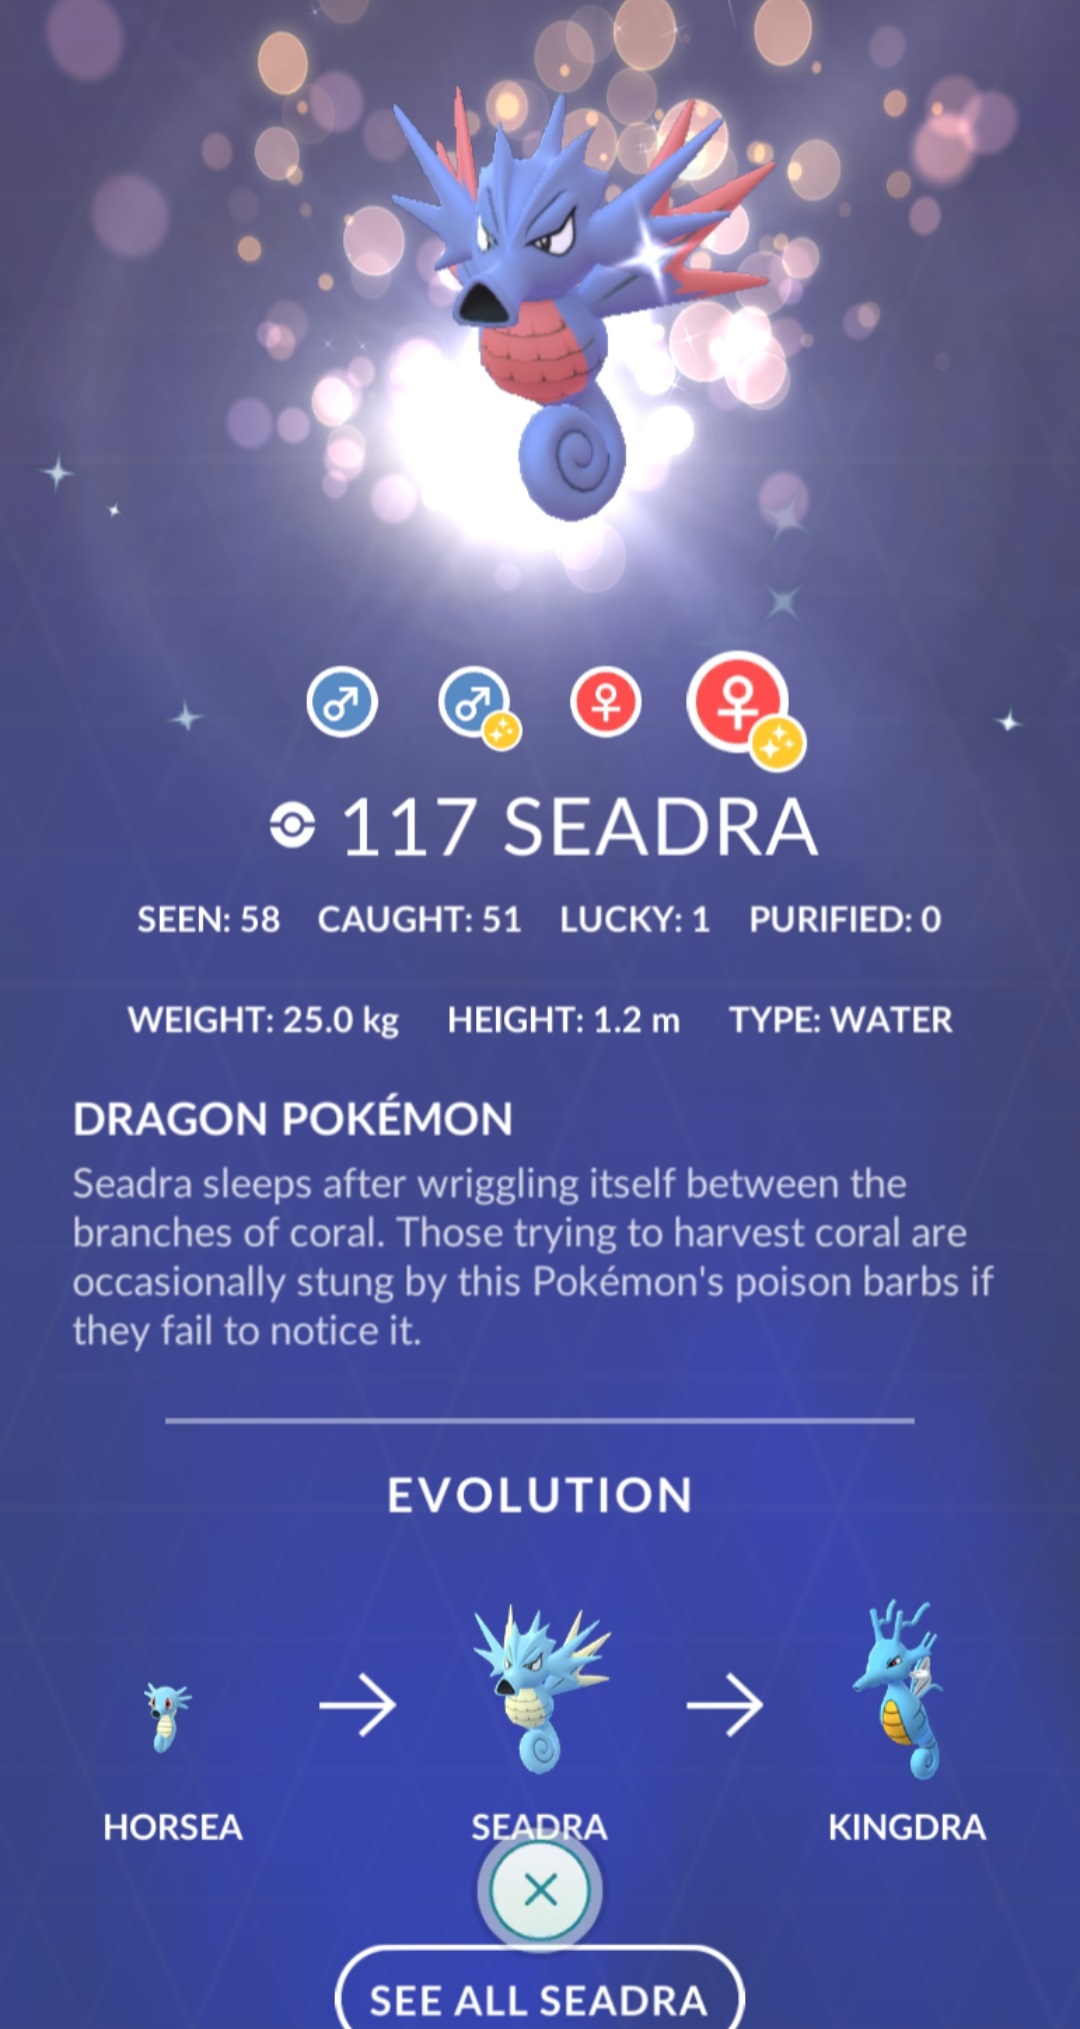 117 SEADRA
SEEN: 58 CAUGHT: 51 LUCKY: 1 PURIFIED: 0
WEIGHT: 25.0 kg HEIGHT: 1.2 m TYPE: WATER
DRAGON POKÉMON
Seadra sleeps after wriggling itself between the
branches of coral. Those trying to harvest coral are
occasionally stung by this Pokémon's poison barbs if
they fail to notice it.
EVOLUTION
HORSEA SEADRA KINGDRA
SEE ALL SEADRA